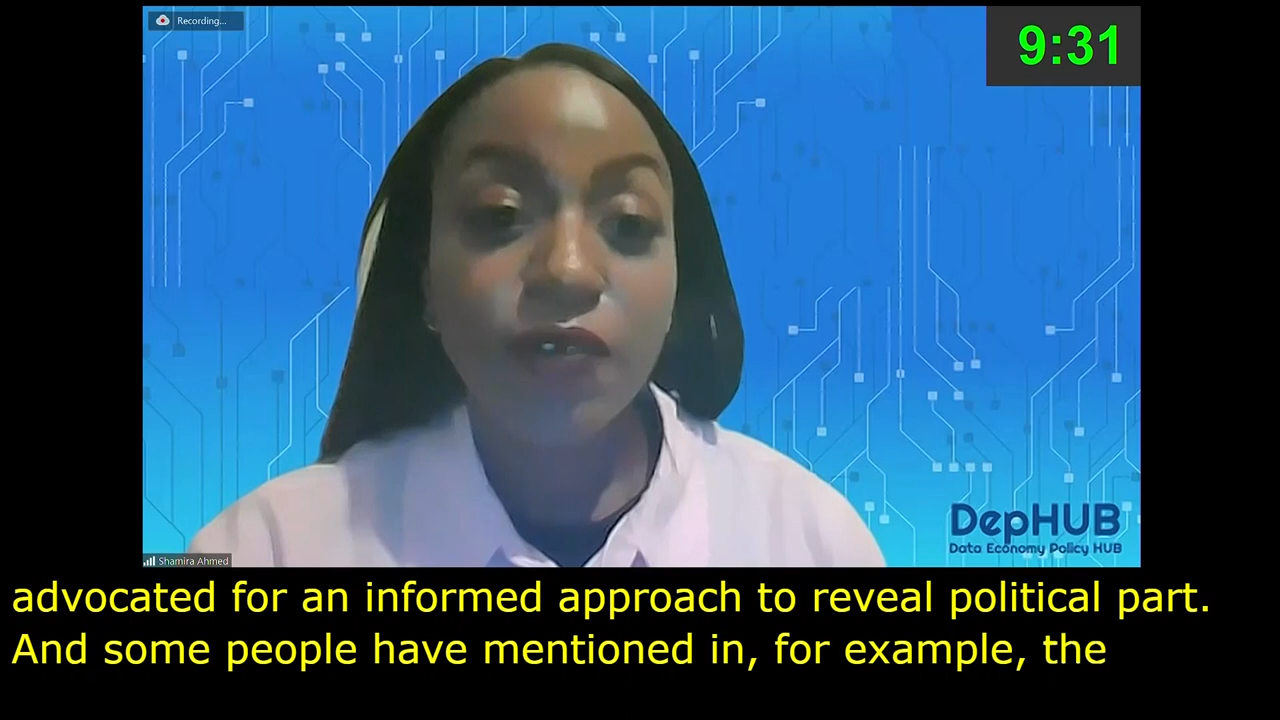 Recording...
9:31
DepHUB
Data Economy Policy HUB
Shamira Ahmed
advocated for an informed approach to reveal political part.
And some people have mentioned in, for example, the